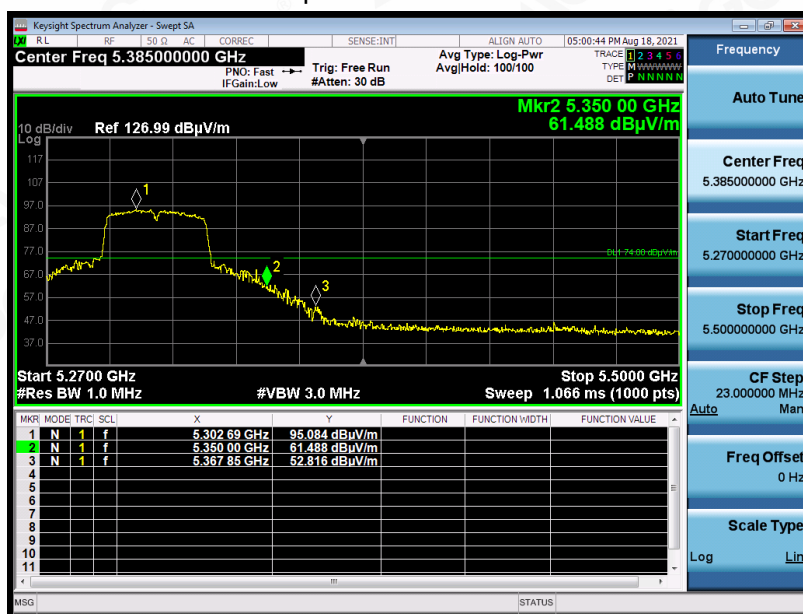 Keysight Spectrum Analyzer - Swept SA
LXI RL RF 50 Ω AC CORREC SENSE:INT ALIGN AUTO 05:00:44 PM Aug 18, 2021
Center Freq 5.385000000 GHz
PNO: Fast
IFGain:Low
Trig: Free Run
#Atten: 30 dB
Avg Type: Log-Pwr
Avg|Hold: 100/100
TRACE 1 2 3 4 5 6
TYPE M WWWWW
DET P N N N N N
Mkr2 5.350 00 GHz
61.488 dBµV/m
10 dB/div Ref 126.99 dBµV/m
Log
117
107
97.0
87.0
77.0
67.0
57.0
47.0
37.0
1
2
3
DL1 74.00 dBµV/m
Start 5.2700 GHz Stop 5.5000 GHz
#Res BW 1.0 MHz #VBW 3.0 MHz Sweep 1.066 ms (1000 pts)
MKR MODE TRC SCL X Y FUNCTION FUNCTION WIDTH FUNCTION VALUE
1 N 1 f 5.302 69 GHz 95.084 dBµV/m
2 N 1 f 5.350 00 GHz 61.488 dBµV/m
3 N 1 f 5.367 85 GHz 52.816 dBµV/m
4
5
6
7
8
9
10
11
MSG STATUS
Frequency
Auto Tune
Center Freq
5.385000000 GHz
Start Freq
5.270000000 GHz
Stop Freq
5.500000000 GHz
CF Step
23.000000 MHz
Auto Man
Freq Offset
0 Hz
Scale Type
Log Lin